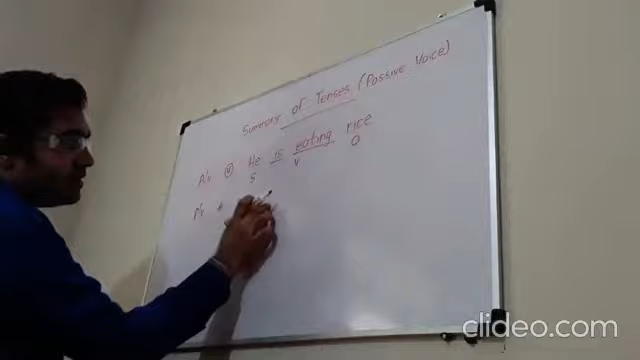 Summary of Tenses (Passive Voice)
A'v He is eating rice
S V O
P'v
clideo.com